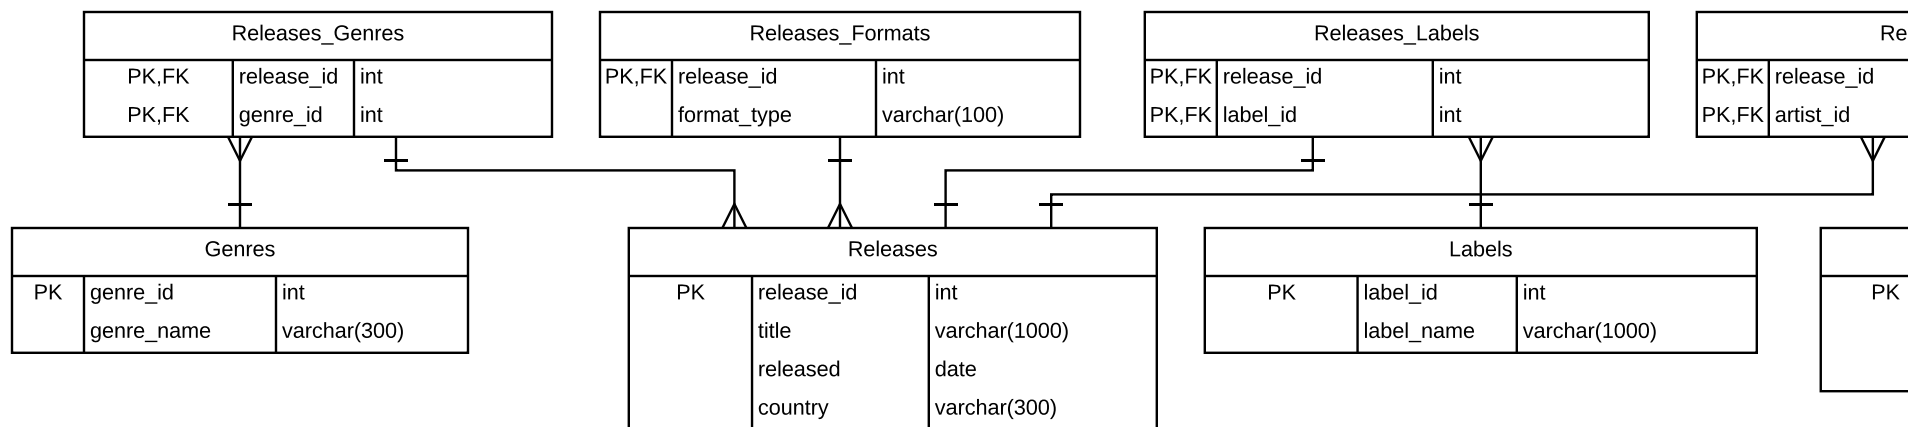 Releases_Genres
PK,FK release_id int
PK,FK genre_id int
Releases_Formats
PK,FK release_id int
format_type varchar(100)
Releases_Labels
PK,FK release_id int
PK,FK label_id int
Re
PK,FK release_id
PK,FK artist_id
Genres
PK genre_id int
genre_name varchar(300)
Releases
PK release_id int
title varchar(1000)
released date
country varchar(300)
Labels
PK label_id int
label_name varchar(1000)
PK